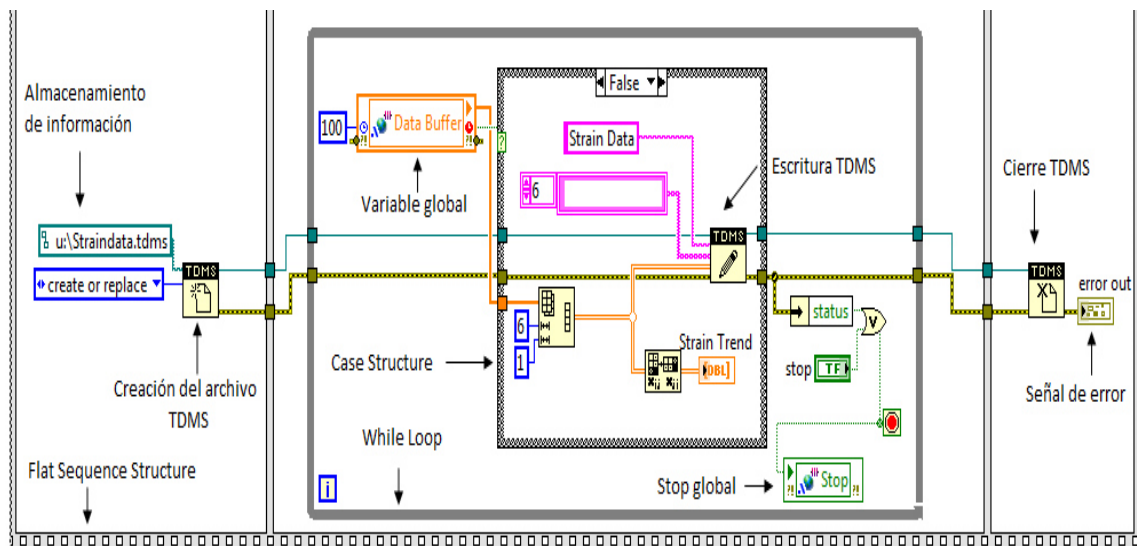 Almacenamiento
de información
u:\Straindata.tdms
create or replace
TDMS
Creación del archivo
TDMS
Flat Sequence Structure
False
100
Data Buffer
?!
?!
Variable global
?
Strain Data
6
Escritura TDMS
TDMS
6
1
Case Structure
Strain Trend
DBL]
status
V
stop
TF
While Loop
i
Stop global
Stop
?!
?!
Cierre TDMS
TDMS
error out
Señal de error